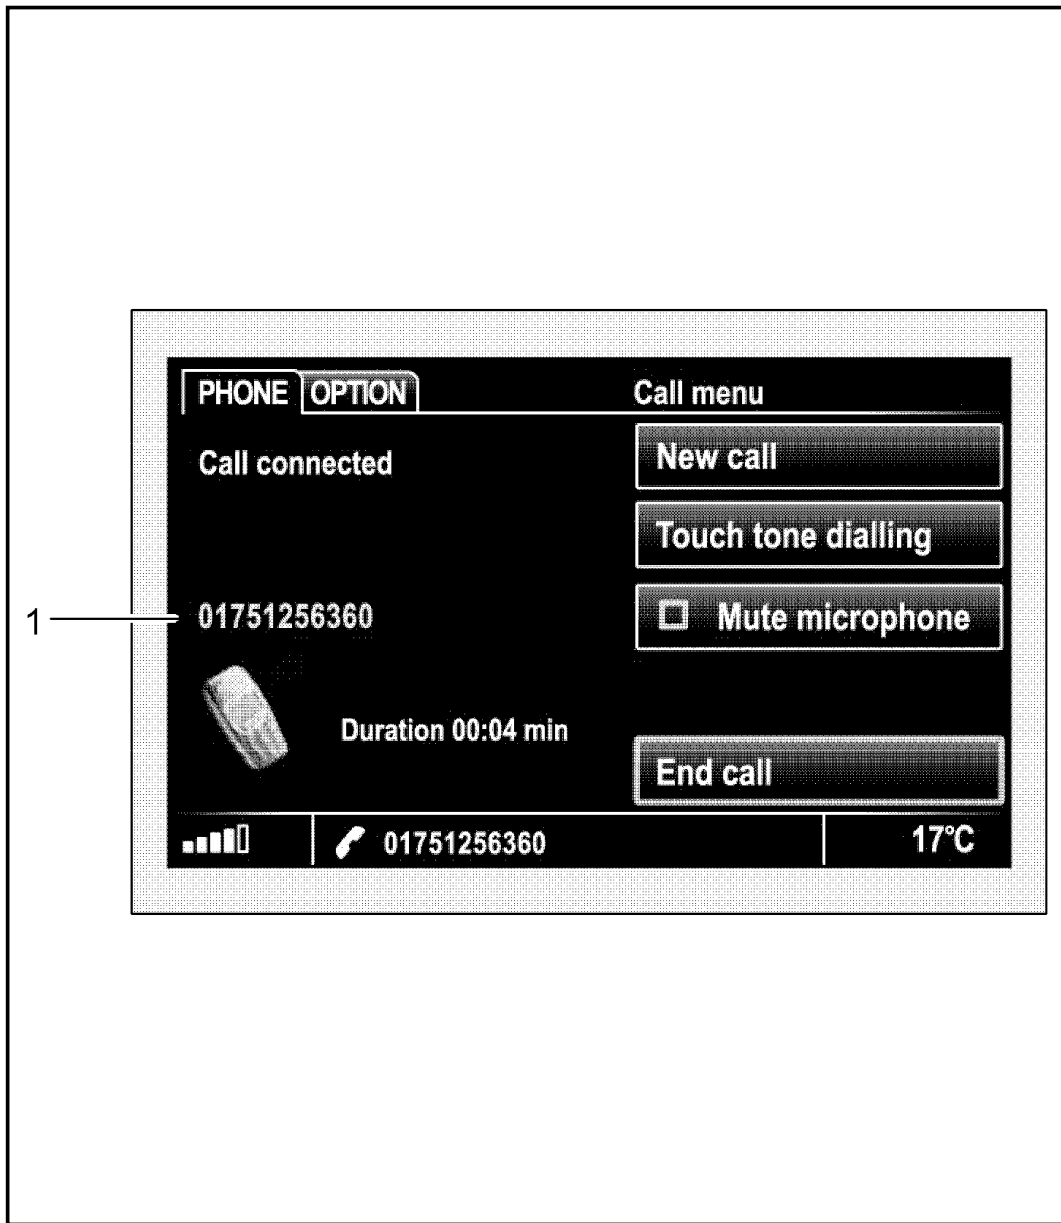 PHONE OPTION Call menu
Call connected
New call
Touch tone dialling
1
01751256360
Mute microphone
Duration 00:04 min
End call
01751256360
17°C